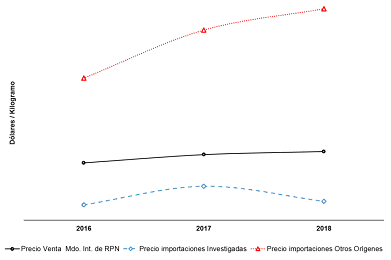 Dólares / Kilogramo
2016 2017 2018
Precio Venta Mdo. Int. de RPN Precio importaciones Investigadas Precio importaciones Otros Orígenes